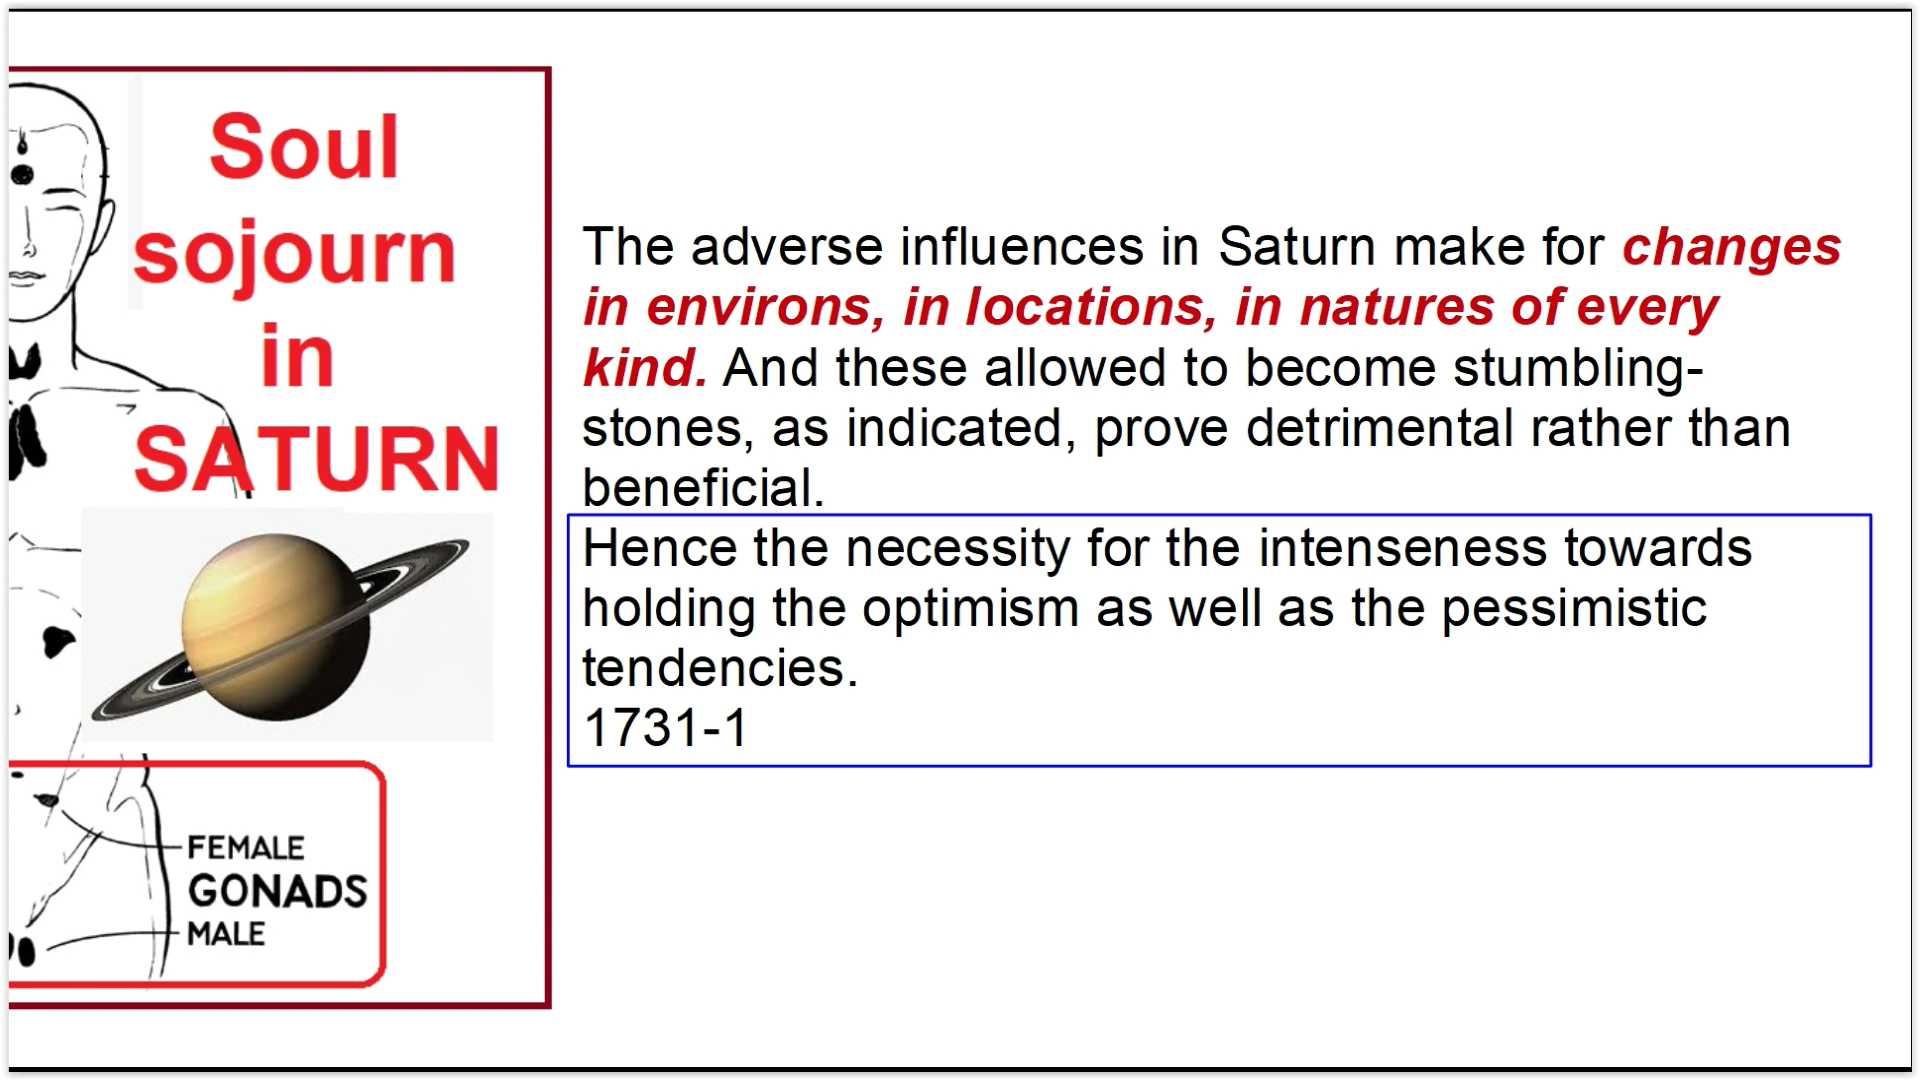 Soul
sojourn
in
SATURN
FEMALE
GONADS
MALE
The adverse influences in Saturn make for changes
in environs, in locations, in natures of every
kind. And these allowed to become stumbling-
stones, as indicated, prove detrimental rather than
beneficial.
Hence the necessity for the intenseness towards
holding the optimism as well as the pessimistic
tendencies.
1731-1